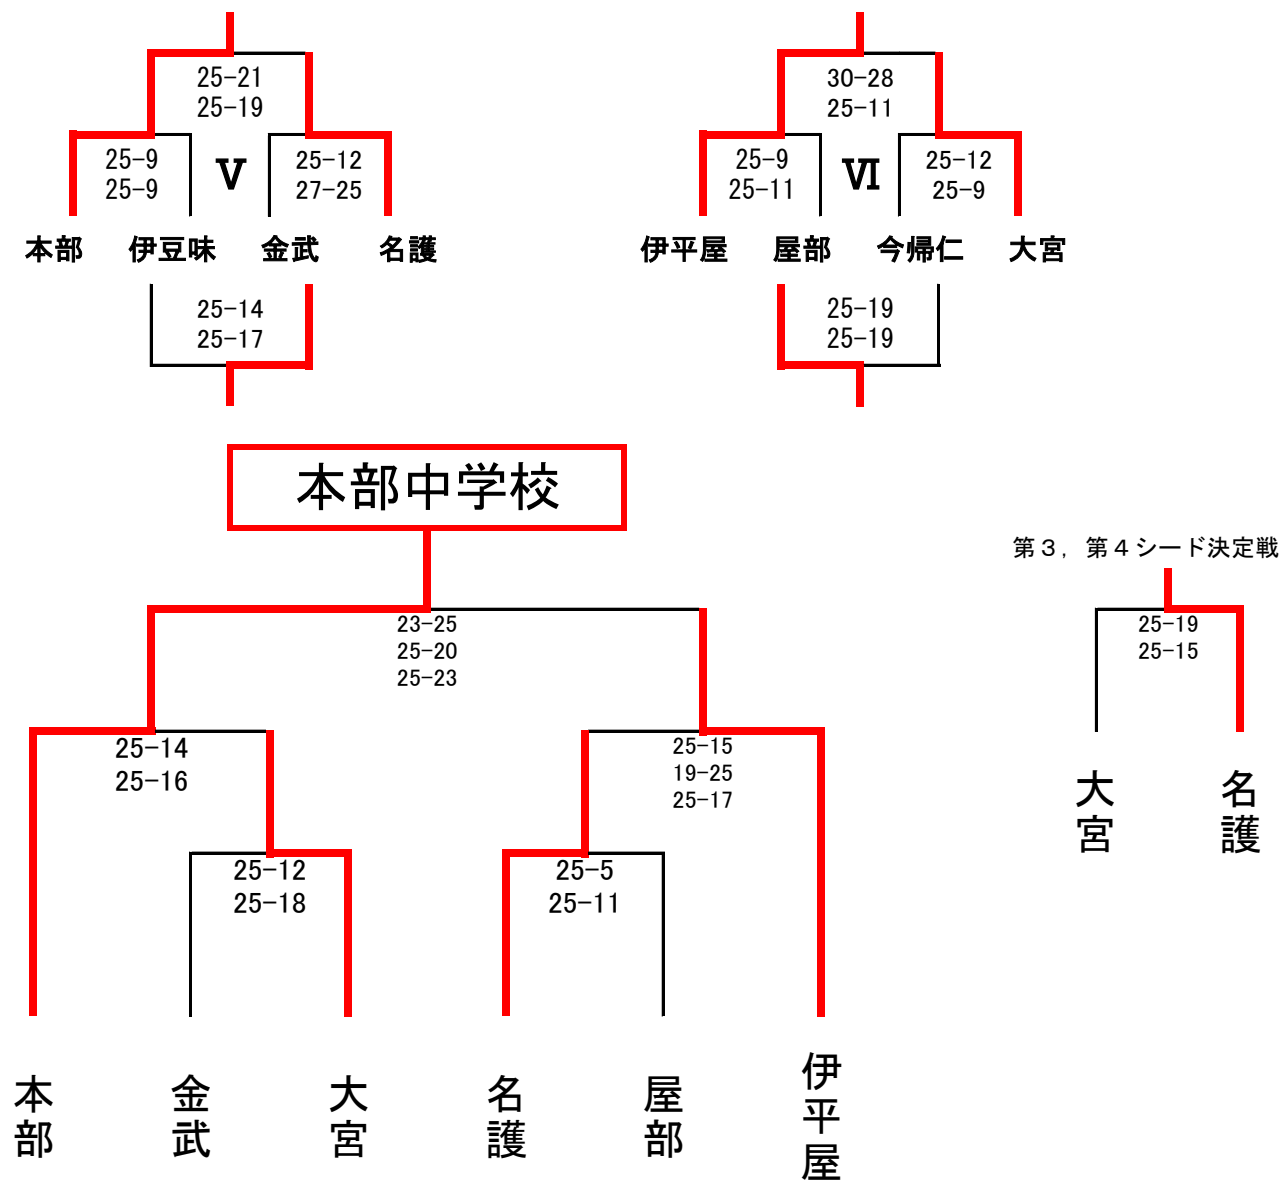 25-21
25-19
25-9
25-9
Ⅴ
25-12
27-25
本部 伊豆味 金武 名護
25-14
25-17
30-28
25-11
25-9
25-11
Ⅵ
25-12
25-9
伊平屋 屋部 今帰仁 大宮
25-19
25-19
本部中学校
23-25
25-20
25-23
25-14
25-16
25-15
19-25
25-17
25-12
25-18
25-5
25-11
本部
金武
大宮
名護
屋部
伊平屋
第３，第４シード決定戦
25-19
25-15
大宮
名護